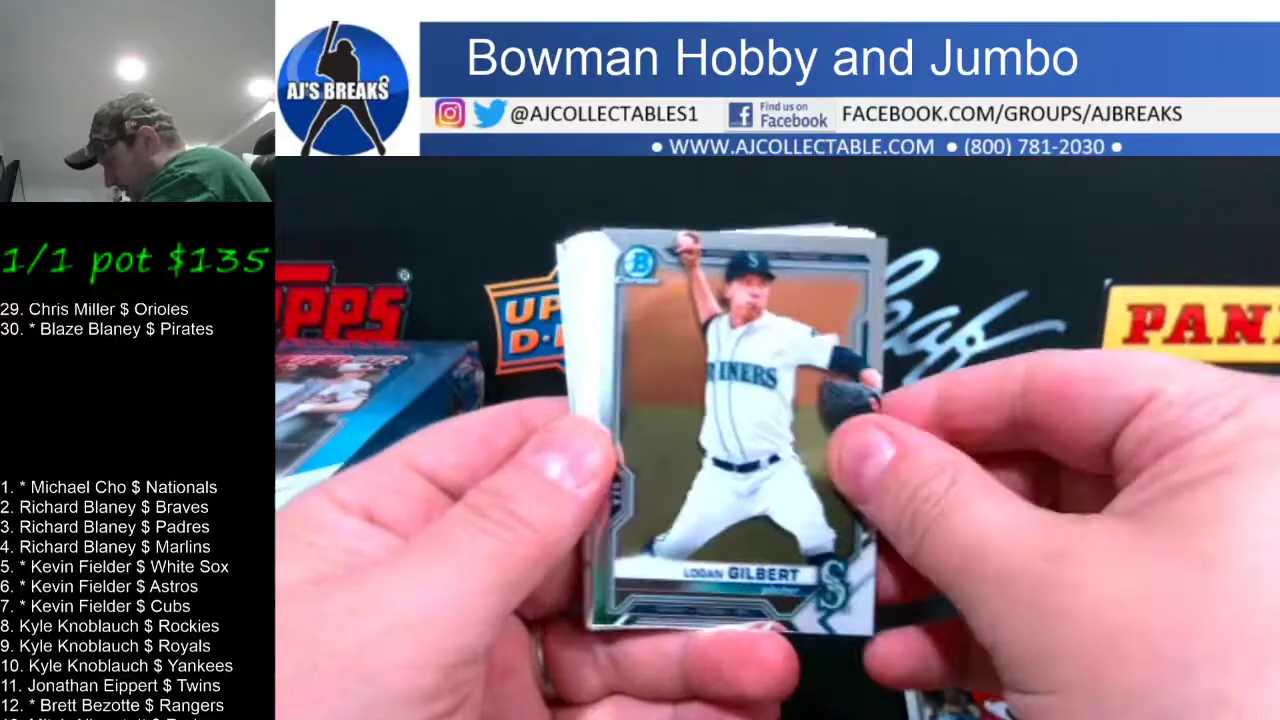 Bowman Hobby and Jumbo
AJ'S BREAKS
@AJCOLLECTABLES1
Find us on
Facebook
FACEBOOK.COM/GROUPS/AJBREAKS
• WWW.AJCOLLECTABLE.COM • (800) 781-2030 •
1/1 pot $135
29. Chris Miller $ Orioles
30. * Blaze Blaney $ Pirates
1. * Michael Cho $ Nationals
2. Richard Blaney $ Braves
3. Richard Blaney $ Padres
4. Richard Blaney $ Marlins
5. * Kevin Fielder $ White Sox
6. * Kevin Fielder $ Astros
7. * Kevin Fielder $ Cubs
8. Kyle Knoblauch $ Rockies
9. Kyle Knoblauch $ Royals
10. Kyle Knoblauch $ Yankees
11. Jonathan Eippert $ Twins
12. * Brett Bezotte $ Rangers
LOGAN GILBERT